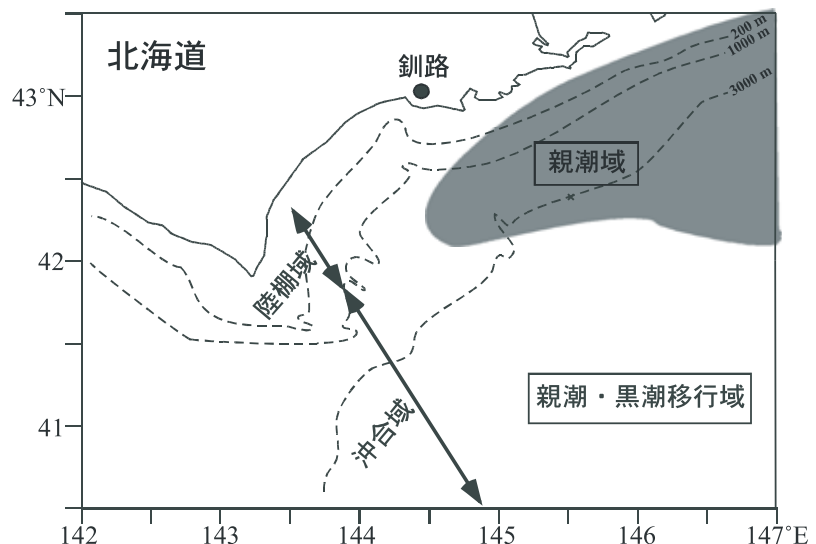 北海道
釧路
200 m
1000 m
3000 m
43˚N
親潮域
42
陸棚域
親潮・黒潮移行域
41
沖合域
142
143
144
145
146
147˚E